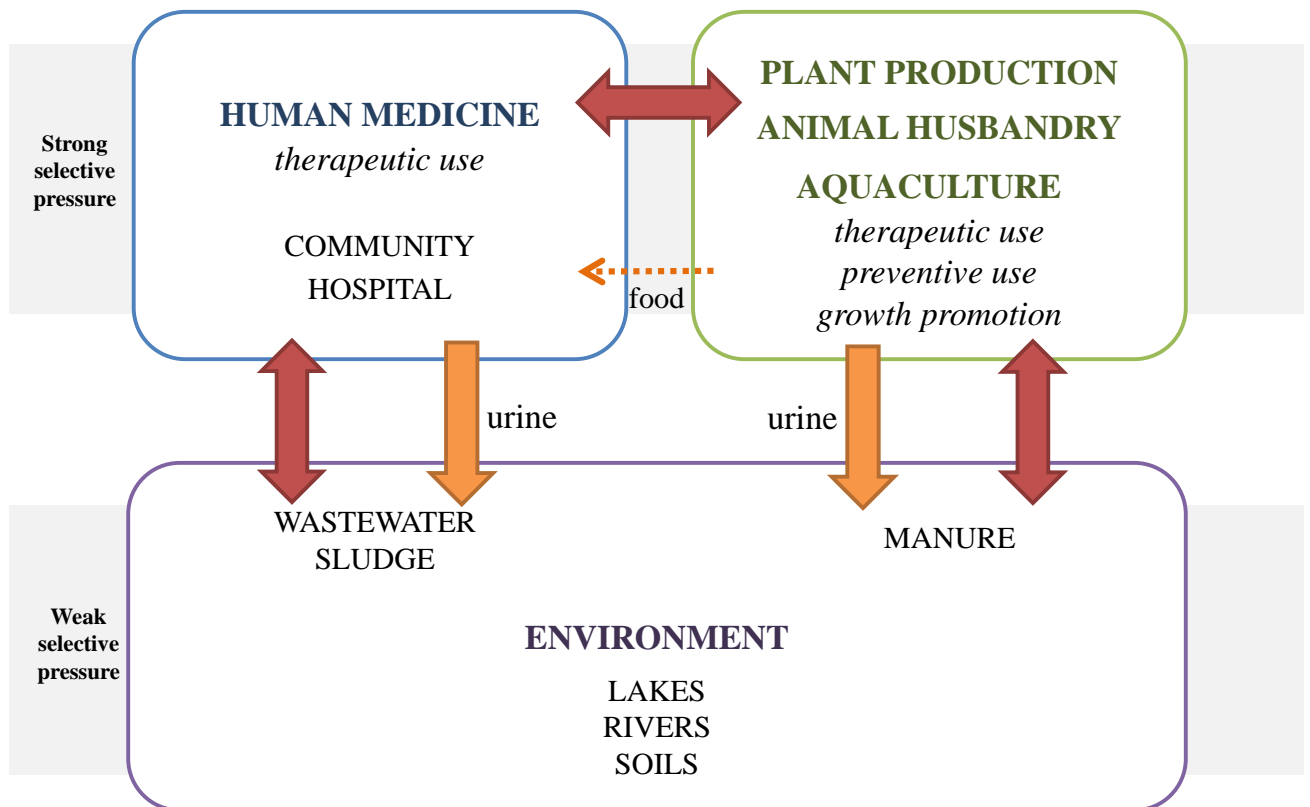 Strong
selective
pressure
HUMAN MEDICINE
therapeutic use
COMMUNITY
HOSPITAL
food
PLANT PRODUCTION
ANIMAL HUSBANDRY
AQUACULTURE
therapeutic use
preventive use
growth promotion
urine
urine
Weak
selective
pressure
WASTEWATER
SLUDGE
MANURE
ENVIRONMENT
LAKES
RIVERS
SOILS